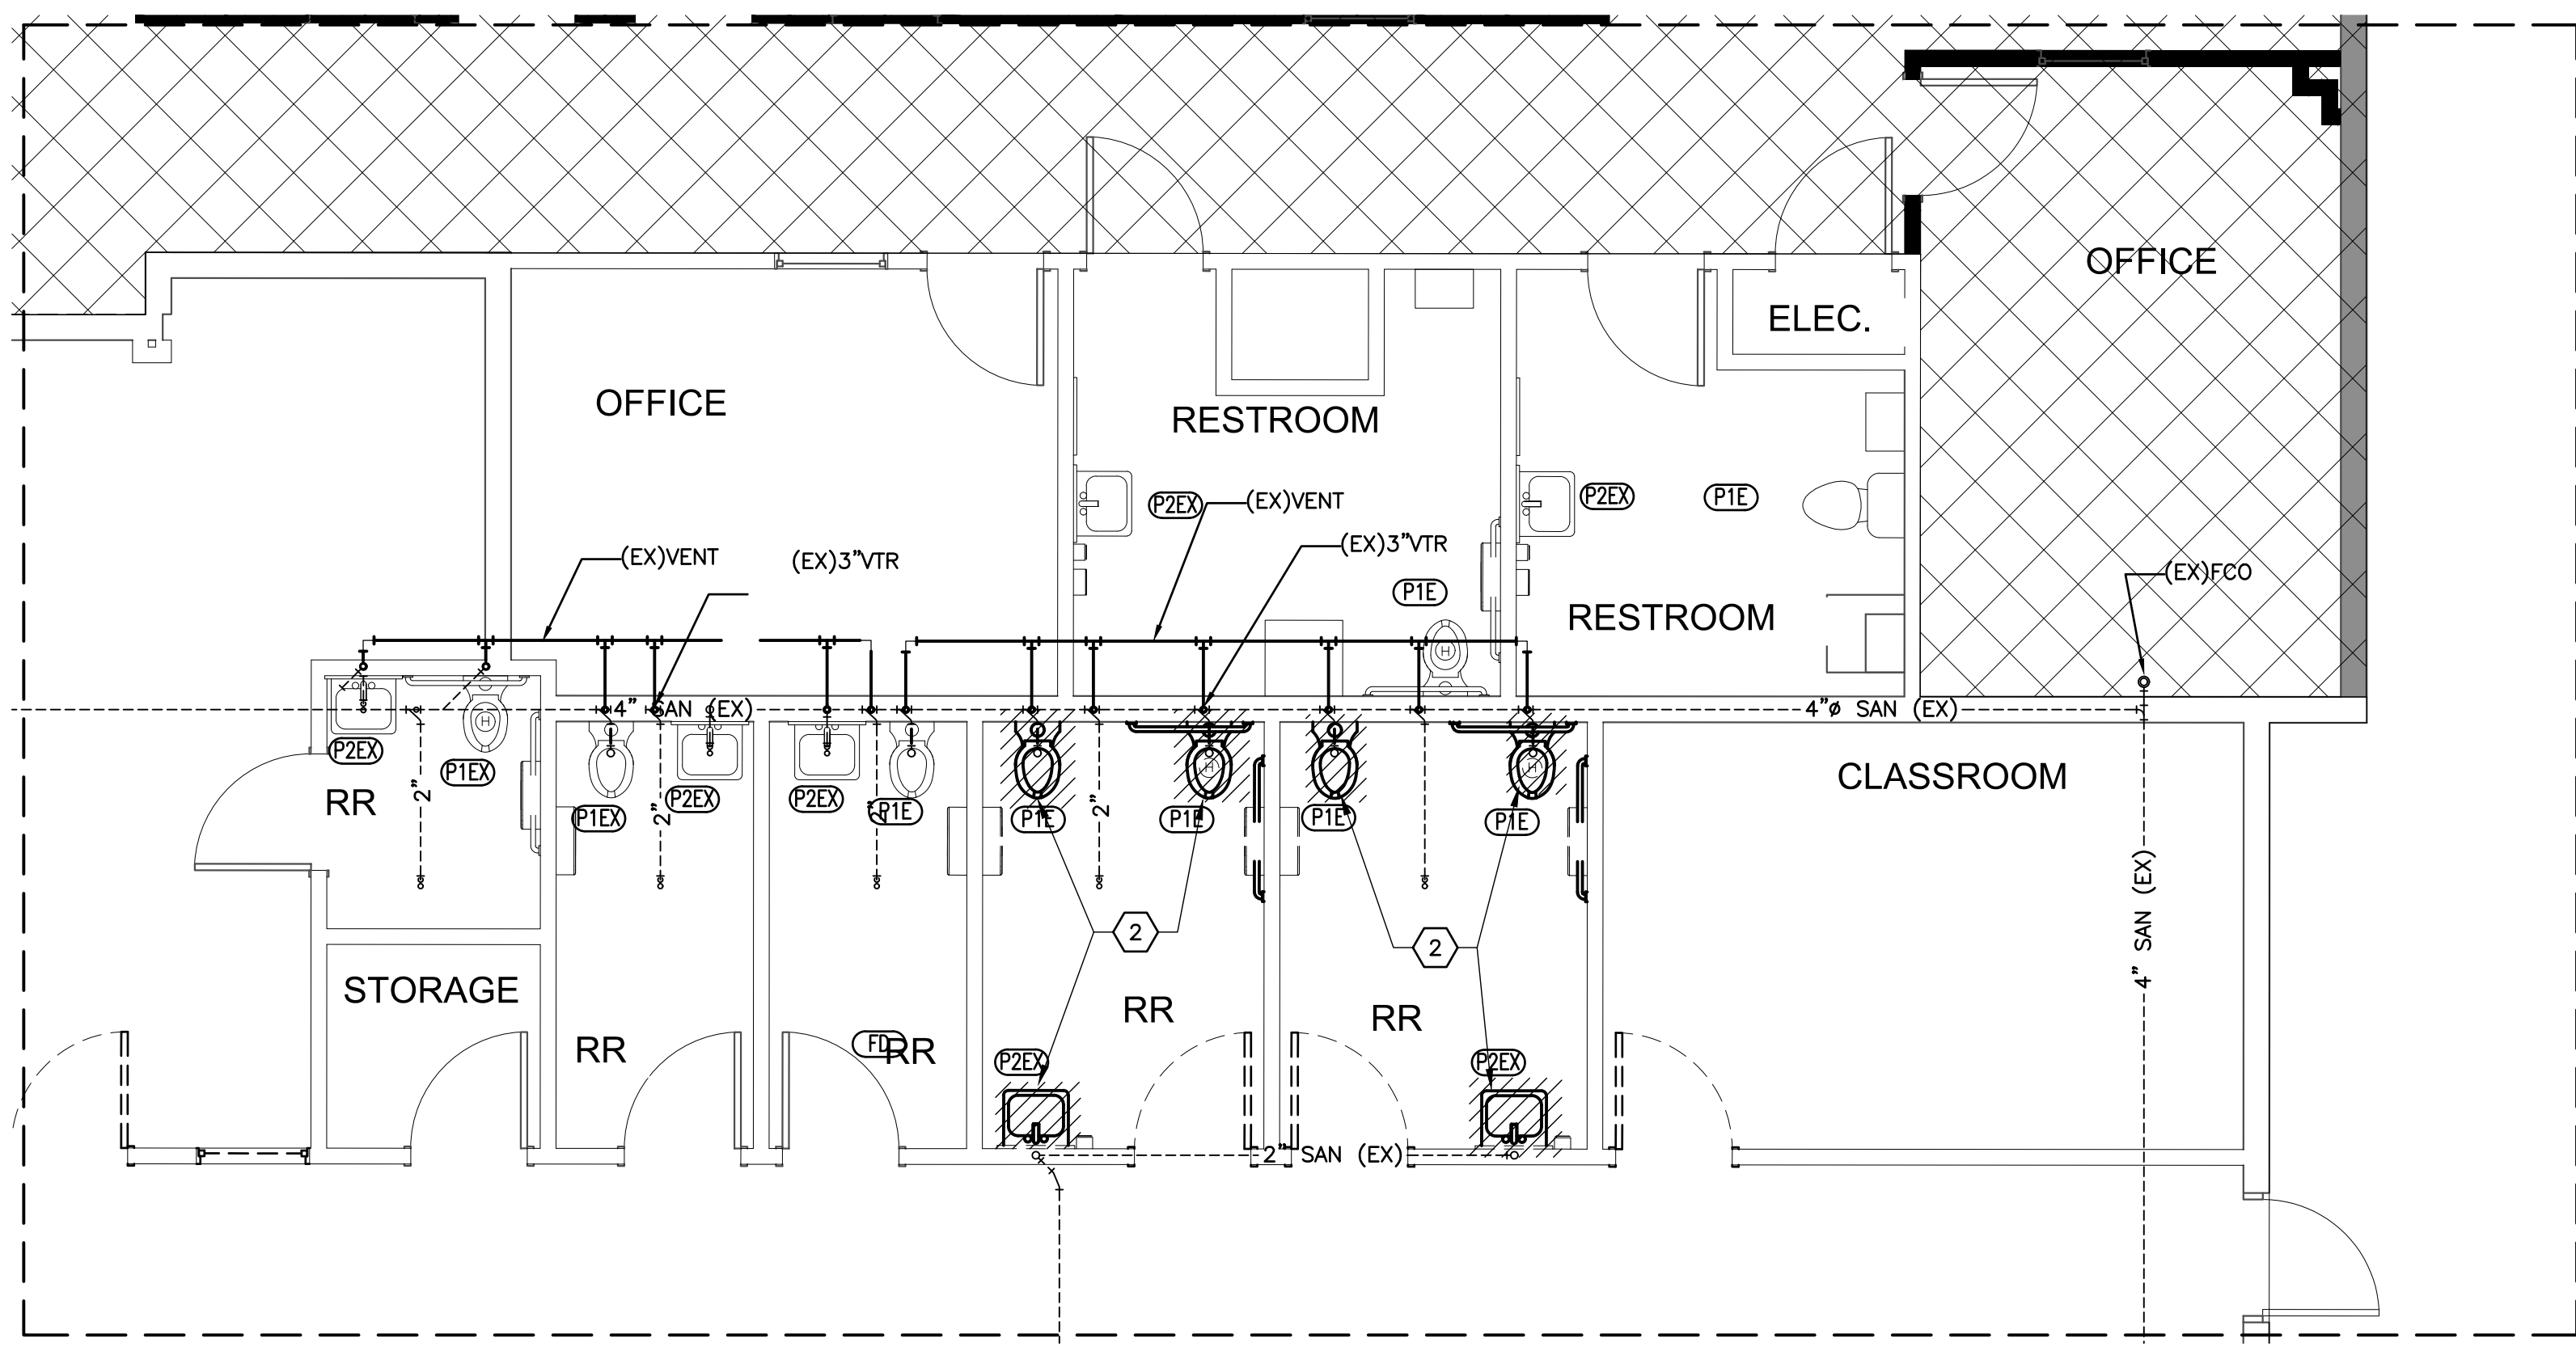 OFFICE
ELEC.
OFFICE
RESTROOM
P2EX
(EX)VENT
P2EX
P1E
(EX)VENT
(EX)3"VTR
(EX)3"VTR
(EX)FCO
P1E
RESTROOM
H
4" SAN (EX)
4"ø SAN (EX)
H
P2EX
P1EX
2"
RR
P1EX
2"
P2EX
P2EX
2"
P1E
H
P1E
2"
P1E
H
P1E
P1E
CLASSROOM
4" SAN (EX)
2
2
STORAGE
RR
RR
RR
FD
RR
P2EX
P2EX
2" SAN (EX)